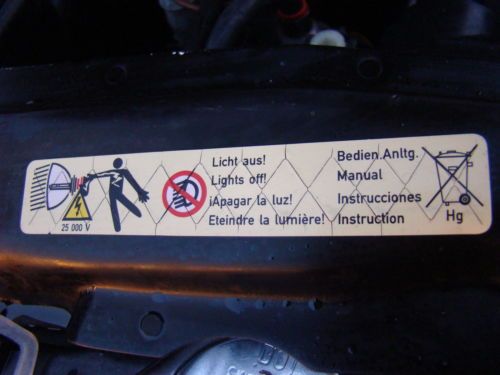 Licht aus!
Lights off!
¡Apagar la luz!
Eteindre la lumière!
Bedien.Anltg.
Manual
Instrucciones
Instruction
25 000 V
Hg